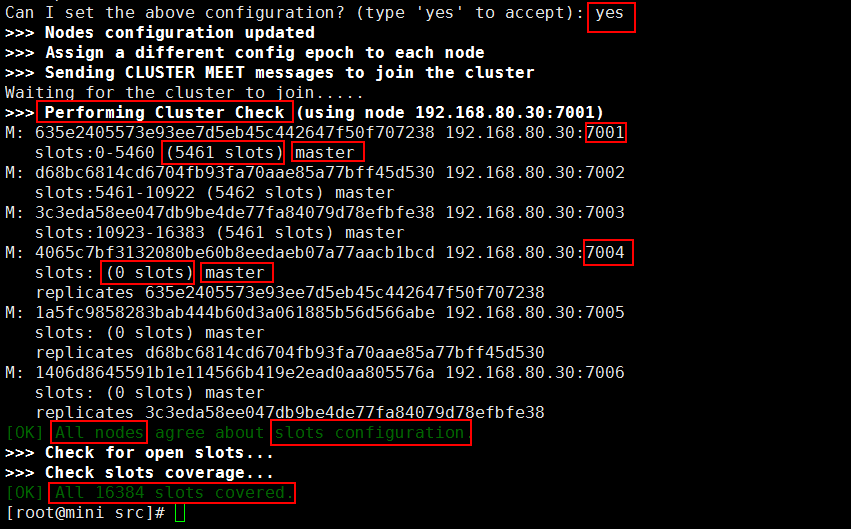 Can I set the above configuration? (type 'yes' to accept): yes
>>> Nodes configuration updated
>>> Assign a different config epoch to each node
>>> Sending CLUSTER MEET messages to join the cluster
Waiting for the cluster to join.....
>>> Performing Cluster Check (using node 192.168.80.30:7001)
M: 635e2405573e93ee7d5eb45c442647f50f707238 192.168.80.30:7001
   slots:0-5460 (5461 slots) master
M: d68bc6814cd6704fb93fa70aae85a77bff45d530 192.168.80.30:7002
   slots:5461-10922 (5462 slots) master
M: 3c3eda58ee047db9be4de77fa84079d78efbfe38 192.168.80.30:7003
   slots:10923-16383 (5461 slots) master
M: 4065c7bf3132080be60b8eedaeb07a77aacb1bcd 192.168.80.30:7004
   slots: (0 slots) master
   replicates 635e2405573e93ee7d5eb45c442647f50f707238
M: 1a5fc9858283bab444b60d3a061885b56d566abe 192.168.80.30:7005
   slots: (0 slots) master
   replicates d68bc6814cd6704fb93fa70aae85a77bff45d530
M: 1406d8645591b1e114566b419e2ead0aa805576a 192.168.80.30:7006
   slots: (0 slots) master
   replicates 3c3eda58ee047db9be4de77fa84079d78efbfe38
[OK] All nodes agree about slots configuration.
>>> Check for open slots...
>>> Check slots coverage...
[OK] All 16384 slots covered.
[root@mini src]#